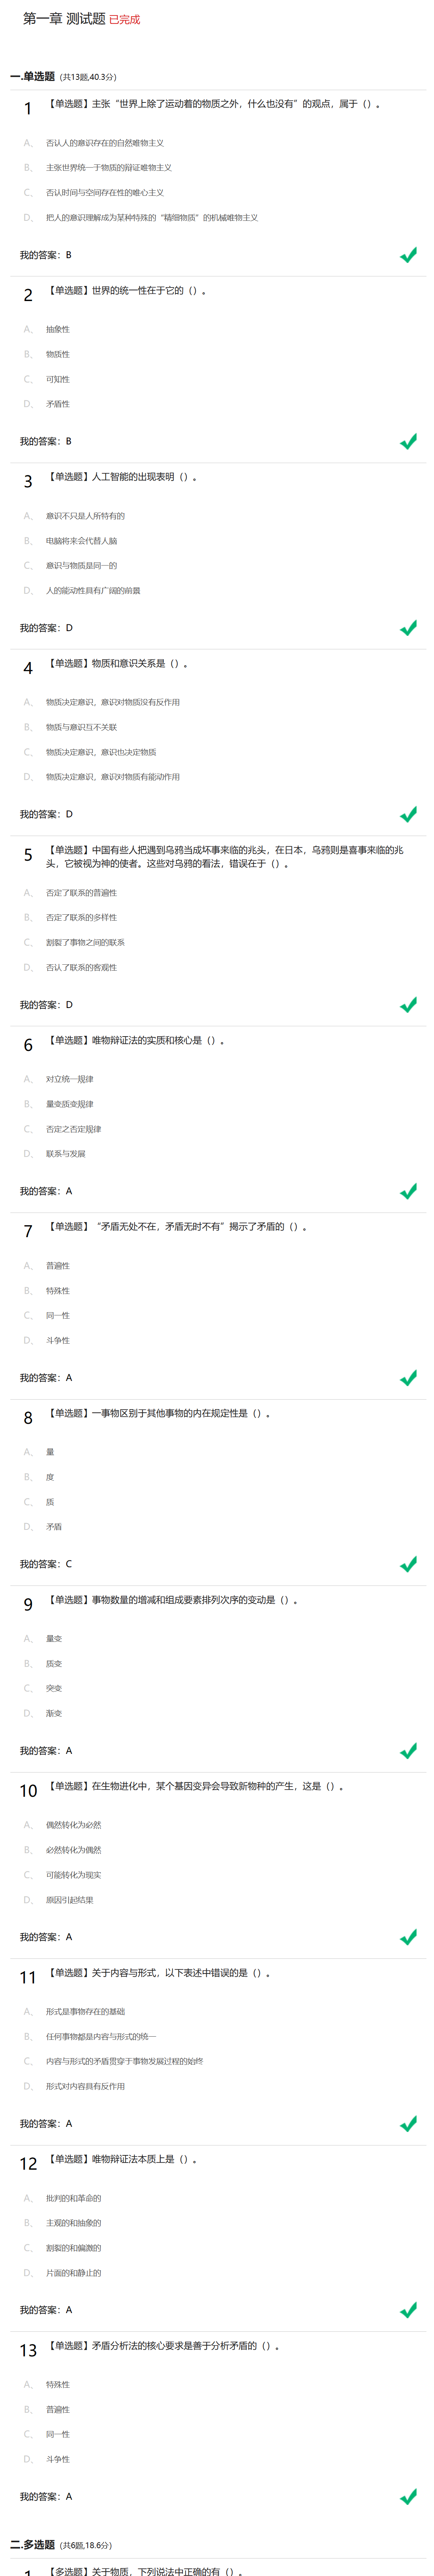 第一章 测试题 已完成
一.单选题 (共13题,40.3分)
1 【单选题】主张“世界上除了运动着的物质之外，什么也没有”的观点，属于（）。
A、 否认人的意识存在的自然唯物主义
B、 主张世界统一于物质的辩证唯物主义
C、 否认时间与空间存在性的唯心主义
D、 把人的意识理解成为某种特殊的“精细物质”的机械唯物主义
我的答案：B
2 【单选题】世界的统一性在于它的（）。
A、 抽象性
B、 物质性
C、 可知性
D、 矛盾性
我的答案：B
3 【单选题】人工智能的出现表明（）。
A、 意识不只是人所特有的
B、 电脑将来会代替人脑
C、 意识与物质是同一的
D、 人的能动性具有广阔的前景
我的答案：D
4 【单选题】物质和意识关系是（）。
A、 物质决定意识，意识对物质没有反作用
B、 物质与意识互不关联
C、 物质决定意识，意识也决定物质
D、 物质决定意识，意识对物质有能动作用
我的答案：D
5 【单选题】中国有些人把遇到乌鸦当成坏事来临的兆头，在日本，乌鸦则是喜事来临的兆
头，它被视为神的使者。这些对乌鸦的看法，错误在于（）。
A、 否定了联系的普遍性
B、 否定了联系的多样性
C、 割裂了事物之间的联系
D、 否认了联系的客观性
我的答案：D
6 【单选题】唯物辩证法的实质和核心是（）。
A、 对立统一规律
B、 量变质变规律
C、 否定之否定规律
D、 联系与发展
我的答案：A
7 【单选题】“矛盾无处不在，矛盾无时不有”揭示了矛盾的（）。
A、 普遍性
B、 特殊性
C、 同一性
D、 斗争性
我的答案：A
8 【单选题】一事物区别于其他事物的内在规定性是（）。
A、 量
B、 度
C、 质
D、 矛盾
我的答案：C
9 【单选题】事物数量的增减和组成要素排列次序的变动是（）。
A、 量变
B、 质变
C、 突变
D、 渐变
我的答案：A
10 【单选题】在生物进化中，某个基因变异会导致新物种的产生，这是（）。
A、 偶然转化为必然
B、 必然转化为偶然
C、 可能转化为现实
D、 原因引起结果
我的答案：A
11 【单选题】关于内容与形式，以下表述中错误的是（）。
A、 形式是事物存在的基础
B、 任何事物都是内容与形式的统一
C、 内容与形式的矛盾贯穿于事物发展过程的始终
D、 形式对内容具有反作用
我的答案：A
12 【单选题】唯物辩证法本质上是（）。
A、 批判的和革命的
B、 主观的和抽象的
C、 割裂的和偏激的
D、 片面的和静止的
我的答案：A
13 【单选题】矛盾分析法的核心要求是善于分析矛盾的（）。
A、 特殊性
B、 普遍性
C、 同一性
D、 斗争性
我的答案：A
二.多选题 (共6题,18.6分)
1 【多选题】关于物质，下列说法中正确的有（）。